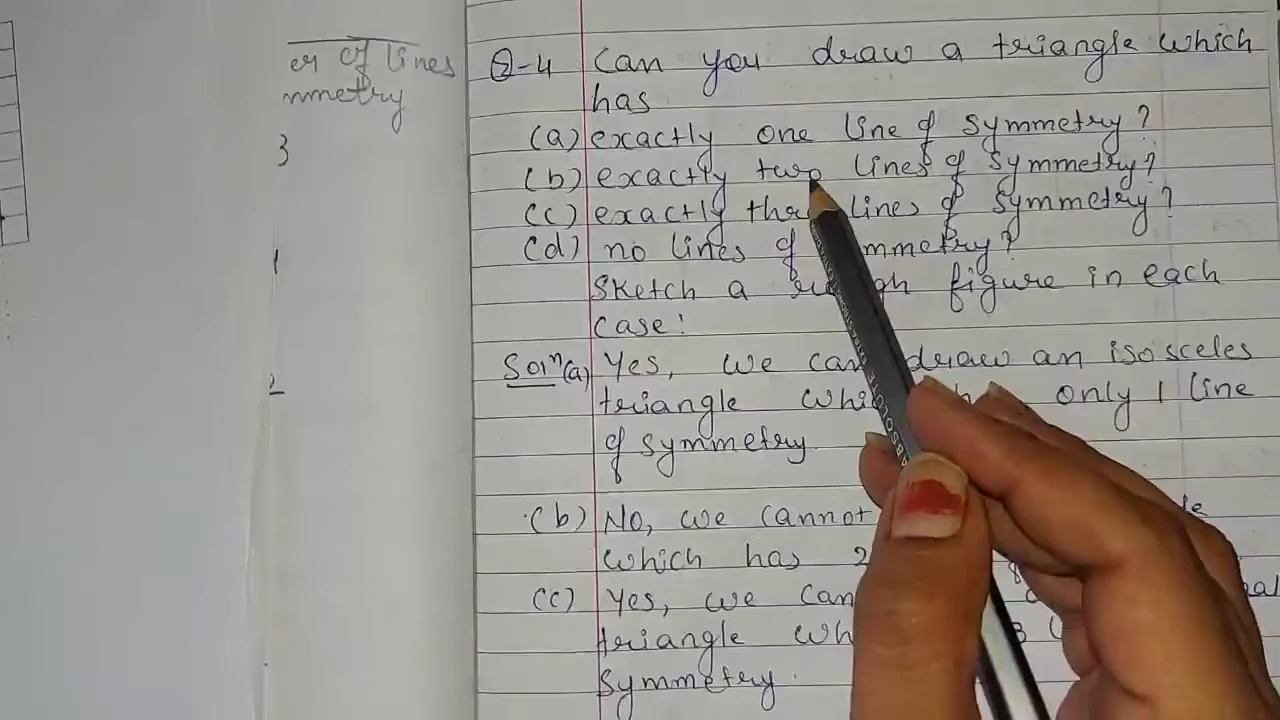 er of lines
mmetry
3
1
2
Q-4 Can you draw a triangle which
has
(a) exactly one line of symmetry?
(b) exactly two lines of symmetry?
(c) exactly lines of symmetry?
(d) no lines of mmetry?
Sketch a figure in each
case:
Solⁿ(a) Yes, we can draw an isosceles
triangle only 1 line
of symmetry
(b) No, we cannot
which has 2
(c) Yes, we can
triangle 3
symmetry.